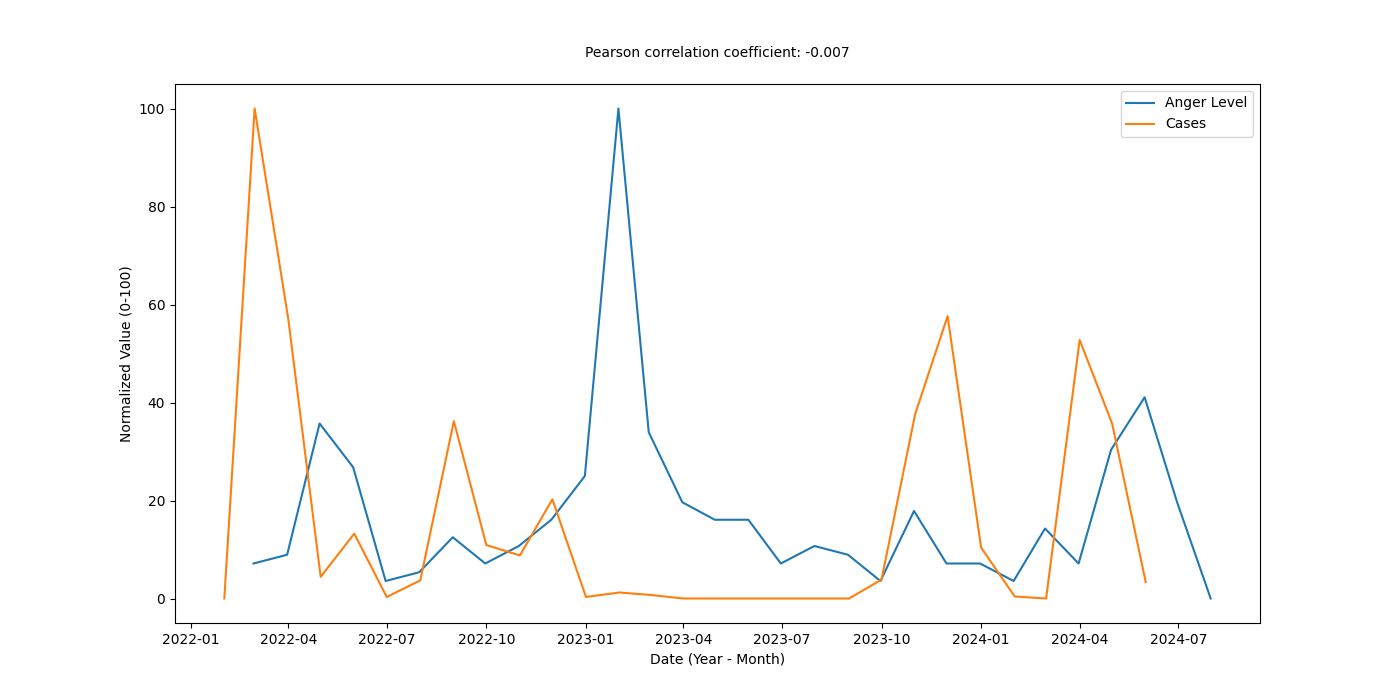 Pearson correlation coefficient: -0.007
Anger Level
Cases
100
80
60
40
20
0
Normalized Value (0-100)
2022-01 2022-04 2022-07 2022-10 2023-01 2023-04 2023-07 2023-10 2024-01 2024-04 2024-07
Date (Year - Month)